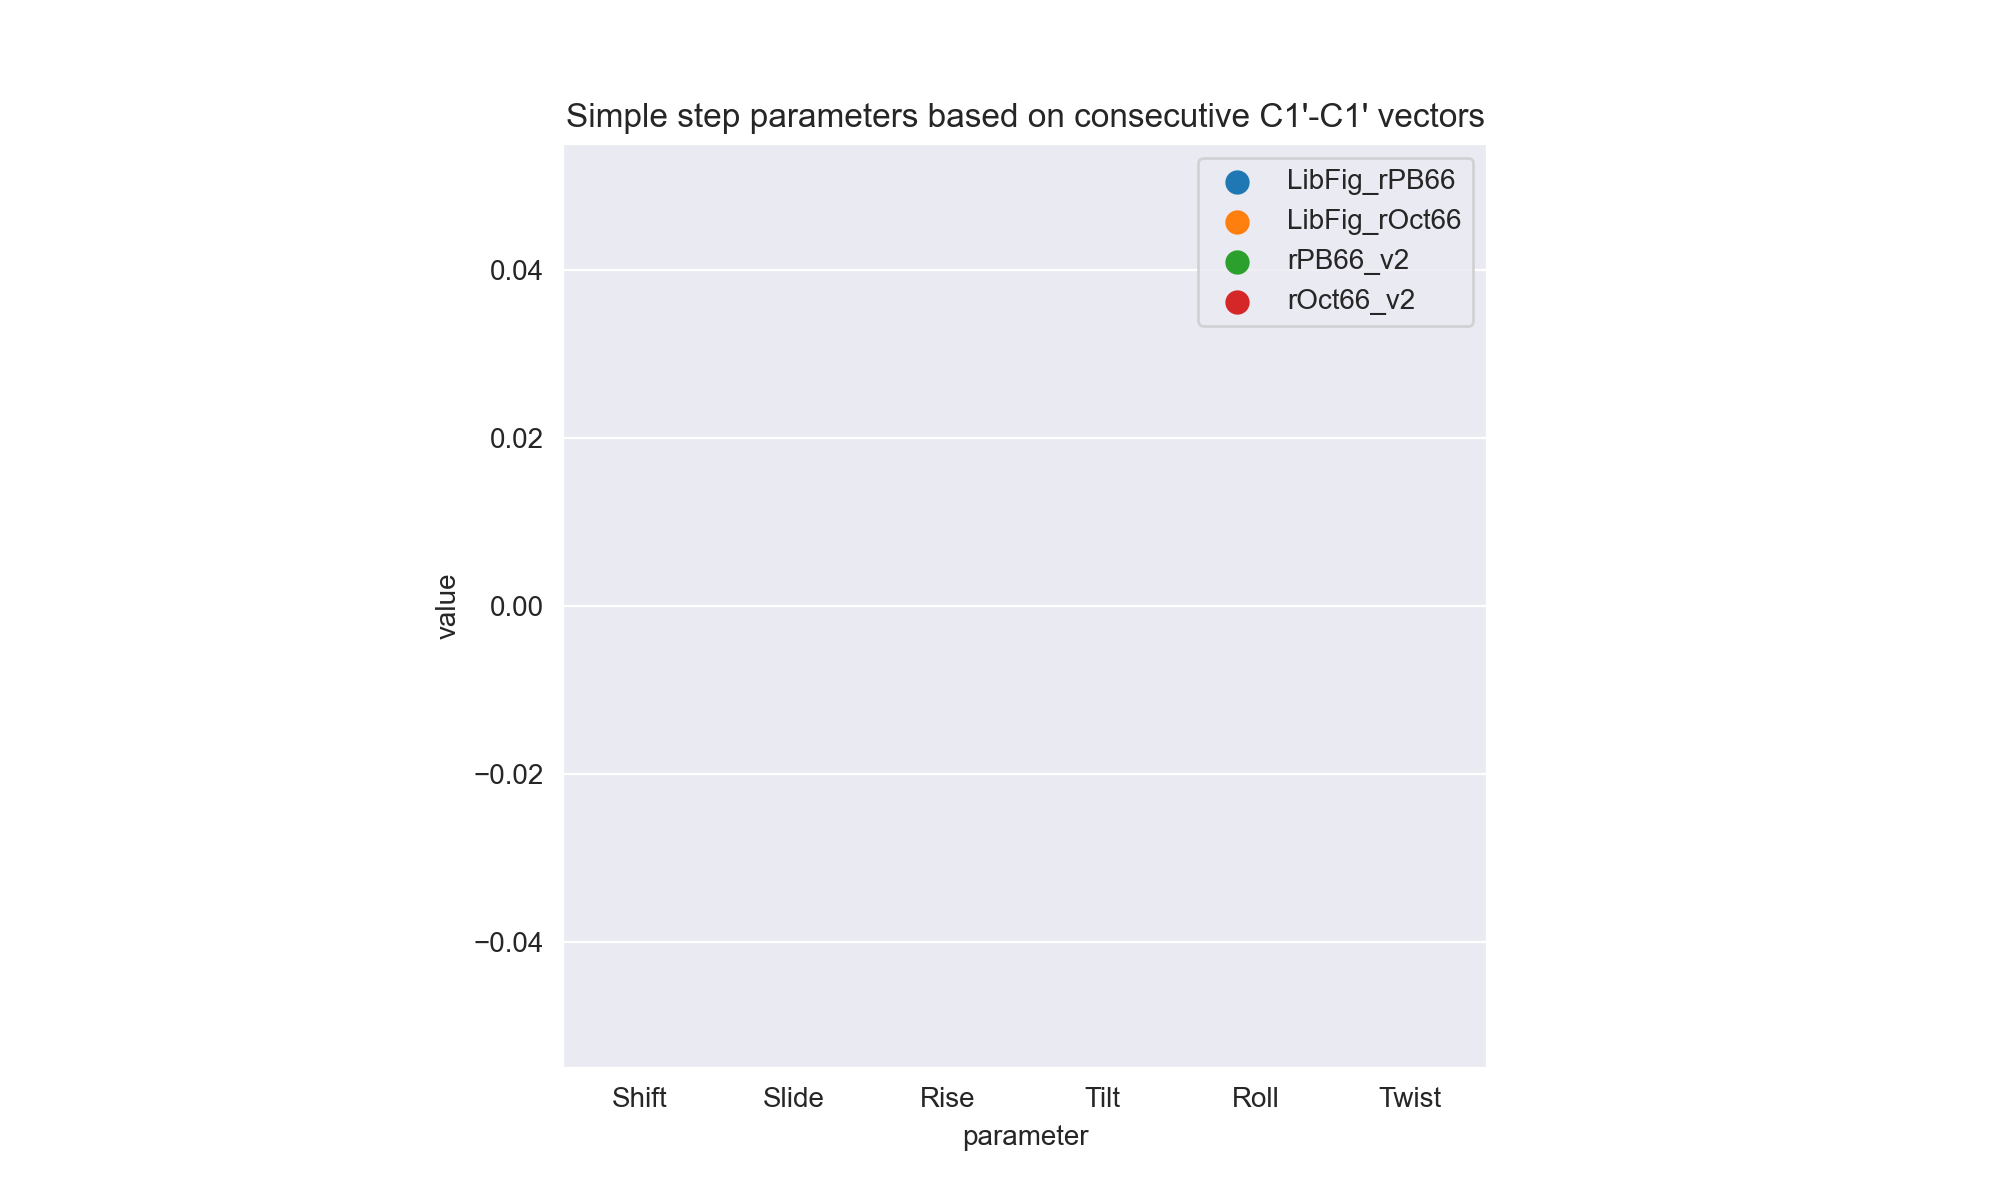 Simple step parameters based on consecutive C1'-C1' vectors
LibFig_rPB66
LibFig_rOct66
rPB66_v2
rOct66_v2
0.04
0.02
0.00
−0.02
−0.04
value
Shift Slide Rise Tilt Roll Twist
parameter